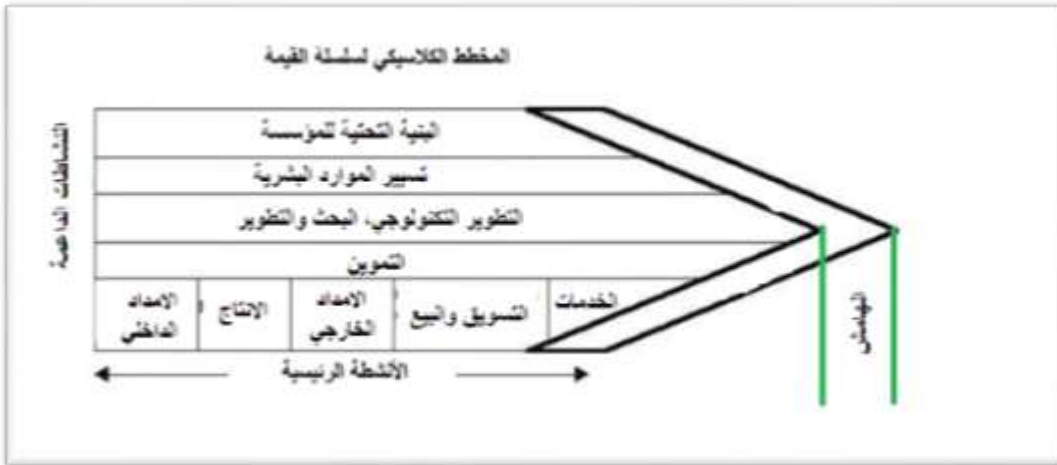 المخطط الكلاسيكي لسلسلة القيمة
النشاطات الداعمة
البنية التحتية للمؤسسة
تسيير الموارد البشرية
التطوير التكنولوجي، البحث والتطوير
التموين
الامداد
الداخلي
الانتاج
الامداد
الخارجي
التسويق والبيع
الخدمات
الهامش
الأنشطة الرئيسية